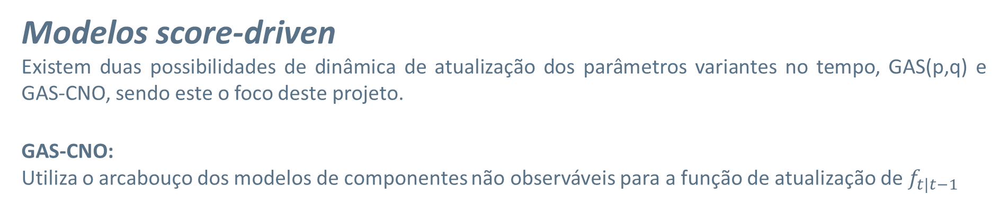 Modelos score-driven
Existem duas possibilidades de dinâmica de atualização dos parâmetros variantes no tempo, GAS(p,q) e
GAS-CNO, sendo este o foco deste projeto.
GAS-CNO:
Utiliza o arcabouço dos modelos de componentes não observáveis para a função de atualização de f_{t|t−1}